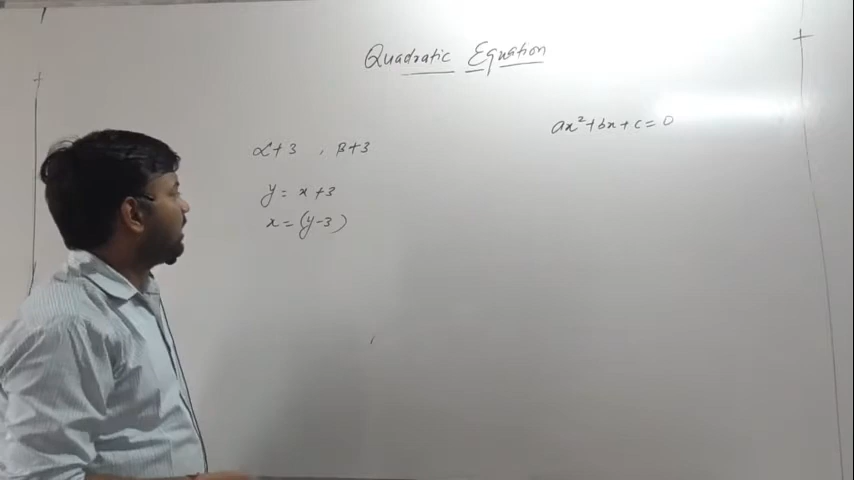 Quadratic Equation
ax²+bx+c=0
α+3 , β+3
y = x+3
x = (y-3)